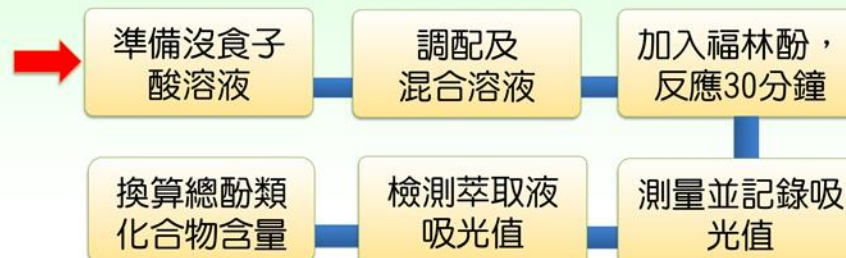 準備沒食子
酸溶液
調配及
混合溶液
加入福林酚，
反應30分鐘
換算總酚類
化合物含量
檢測萃取液
吸光值
測量並記錄吸
光值